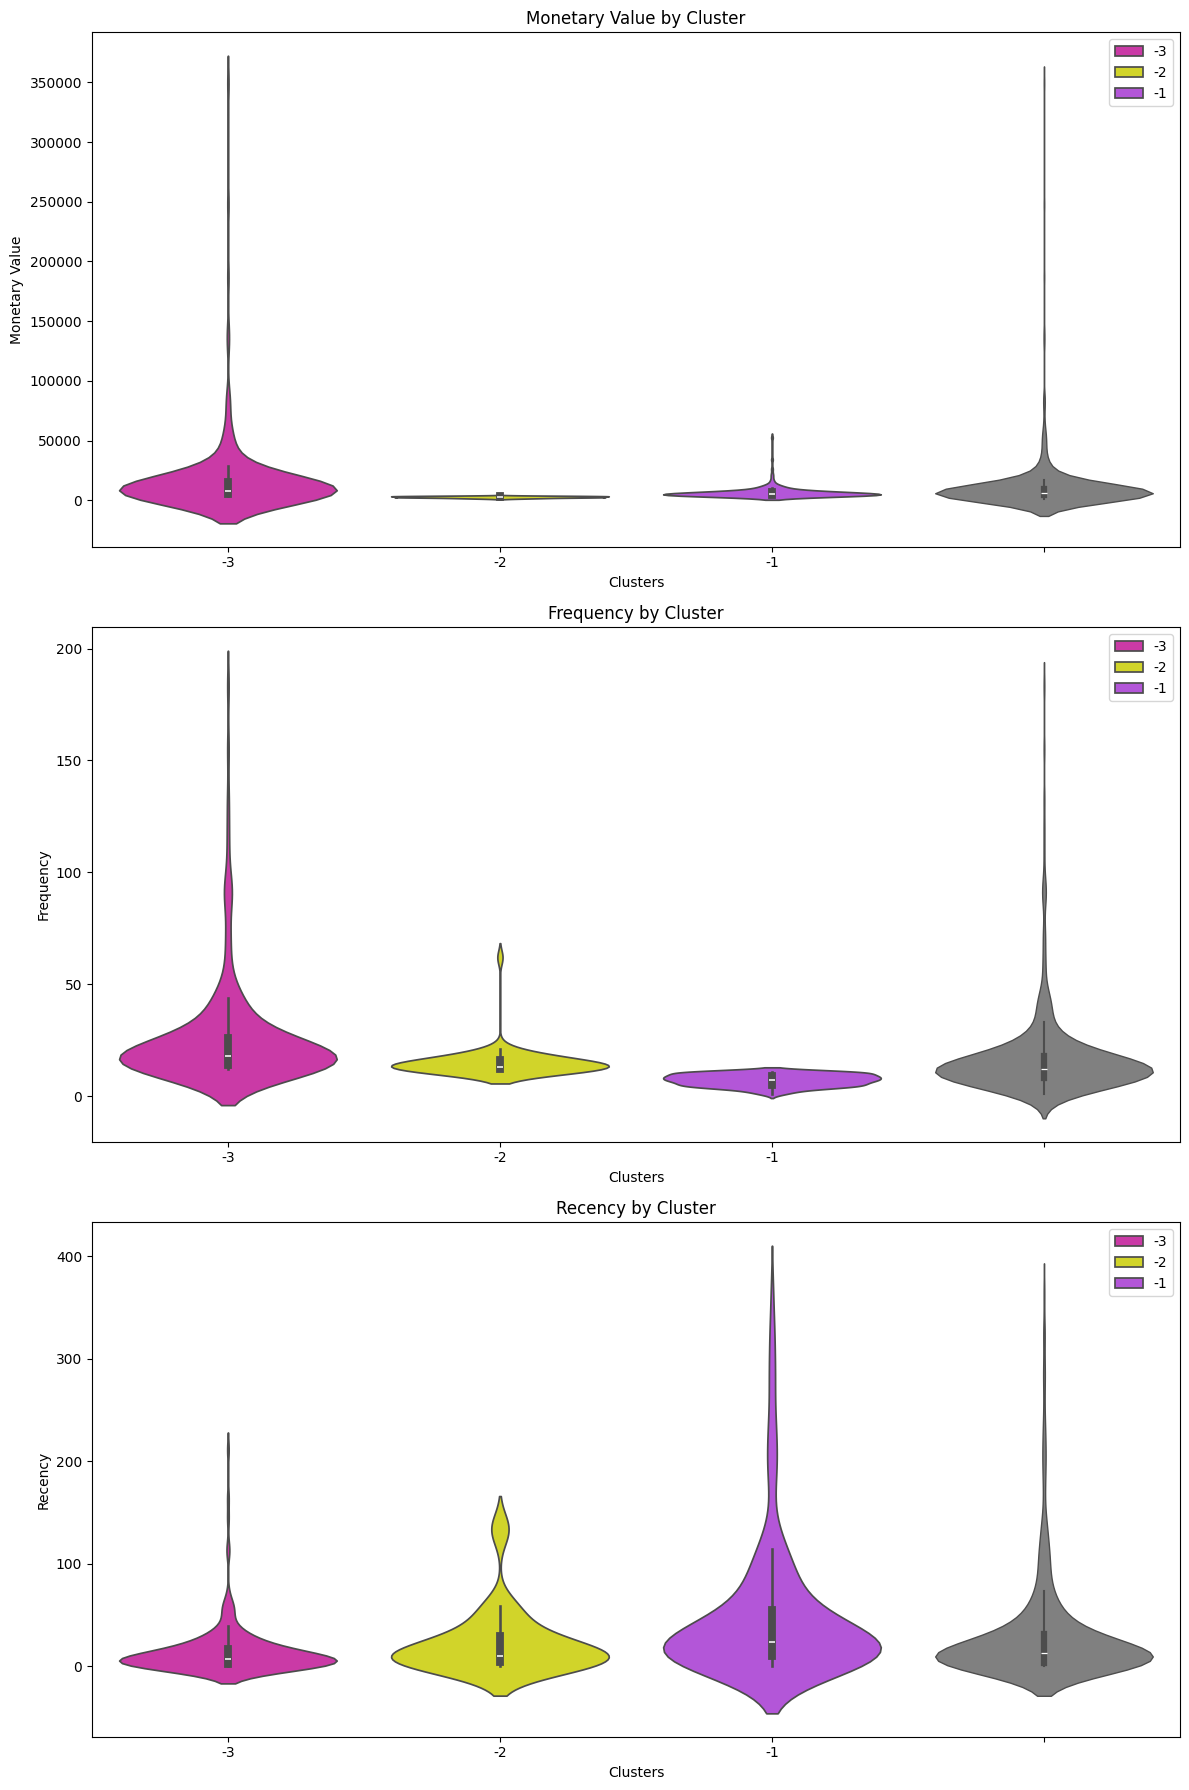 Monetary Value by Cluster
-3
-2
-1
350000
300000
250000
200000
150000
100000
50000
0
Monetary Value
-3 -2 -1
Clusters
Frequency by Cluster
-3
-2
-1
200
150
100
50
0
Frequency
-3 -2 -1
Clusters
Recency by Cluster
-3
-2
-1
400
300
200
100
0
Recency
-3 -2 -1
Clusters